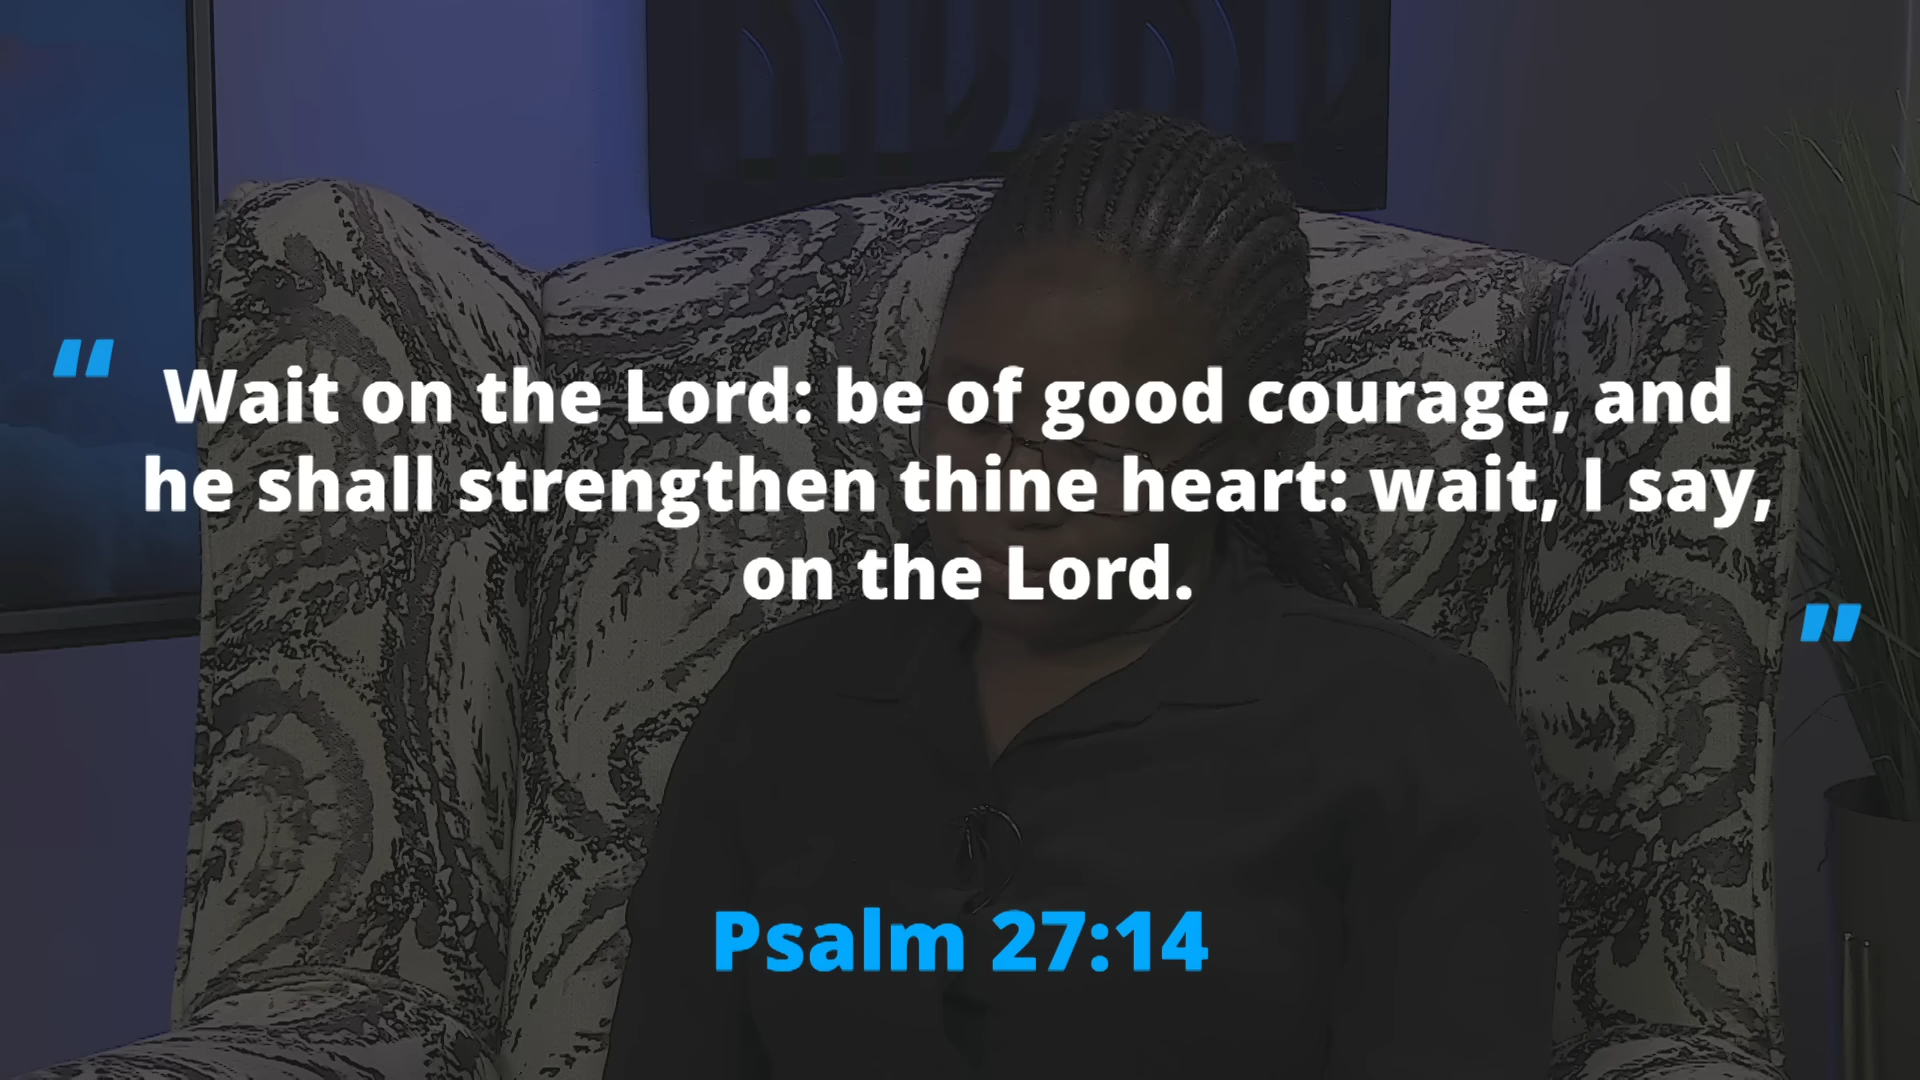 “ Wait on the Lord: be of good courage, and
he shall strengthen thine heart: wait, I say,
on the Lord. ”
Psalm 27:14